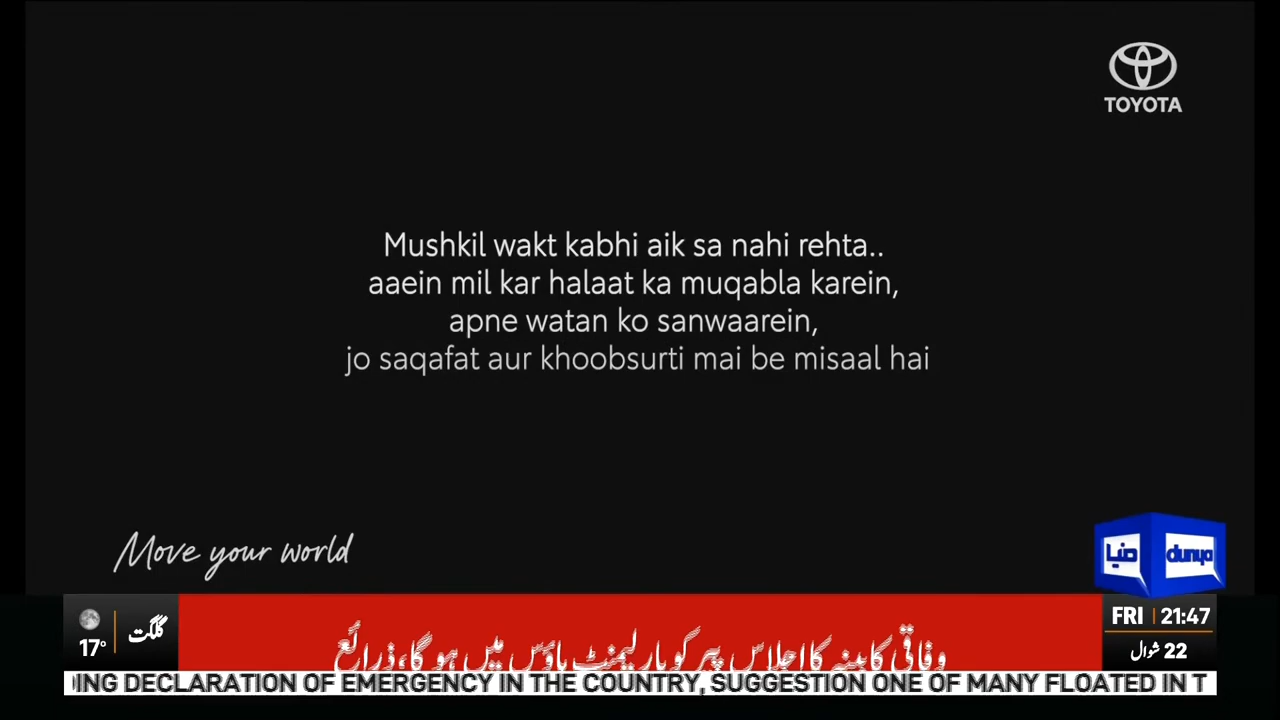 TOYOTA
Mushkil wakt kabhi aik sa nahi rehta..
aaein mil kar halaat ka muqabla karein,
apne watan ko sanwaarein,
jo saqafat aur khoobsurti mai be misaal hai
Move your world
دنیا dunya
17° گلگت
وفاقی کابینہ کا اجلاس پیر کو پارلیمنٹ ہاؤس میں ہوگا، ذرائع
FRI 21:47
22 شوال
ING DECLARATION OF EMERGENCY IN THE COUNTRY, SUGGESTION ONE OF MANY FLOATED IN T